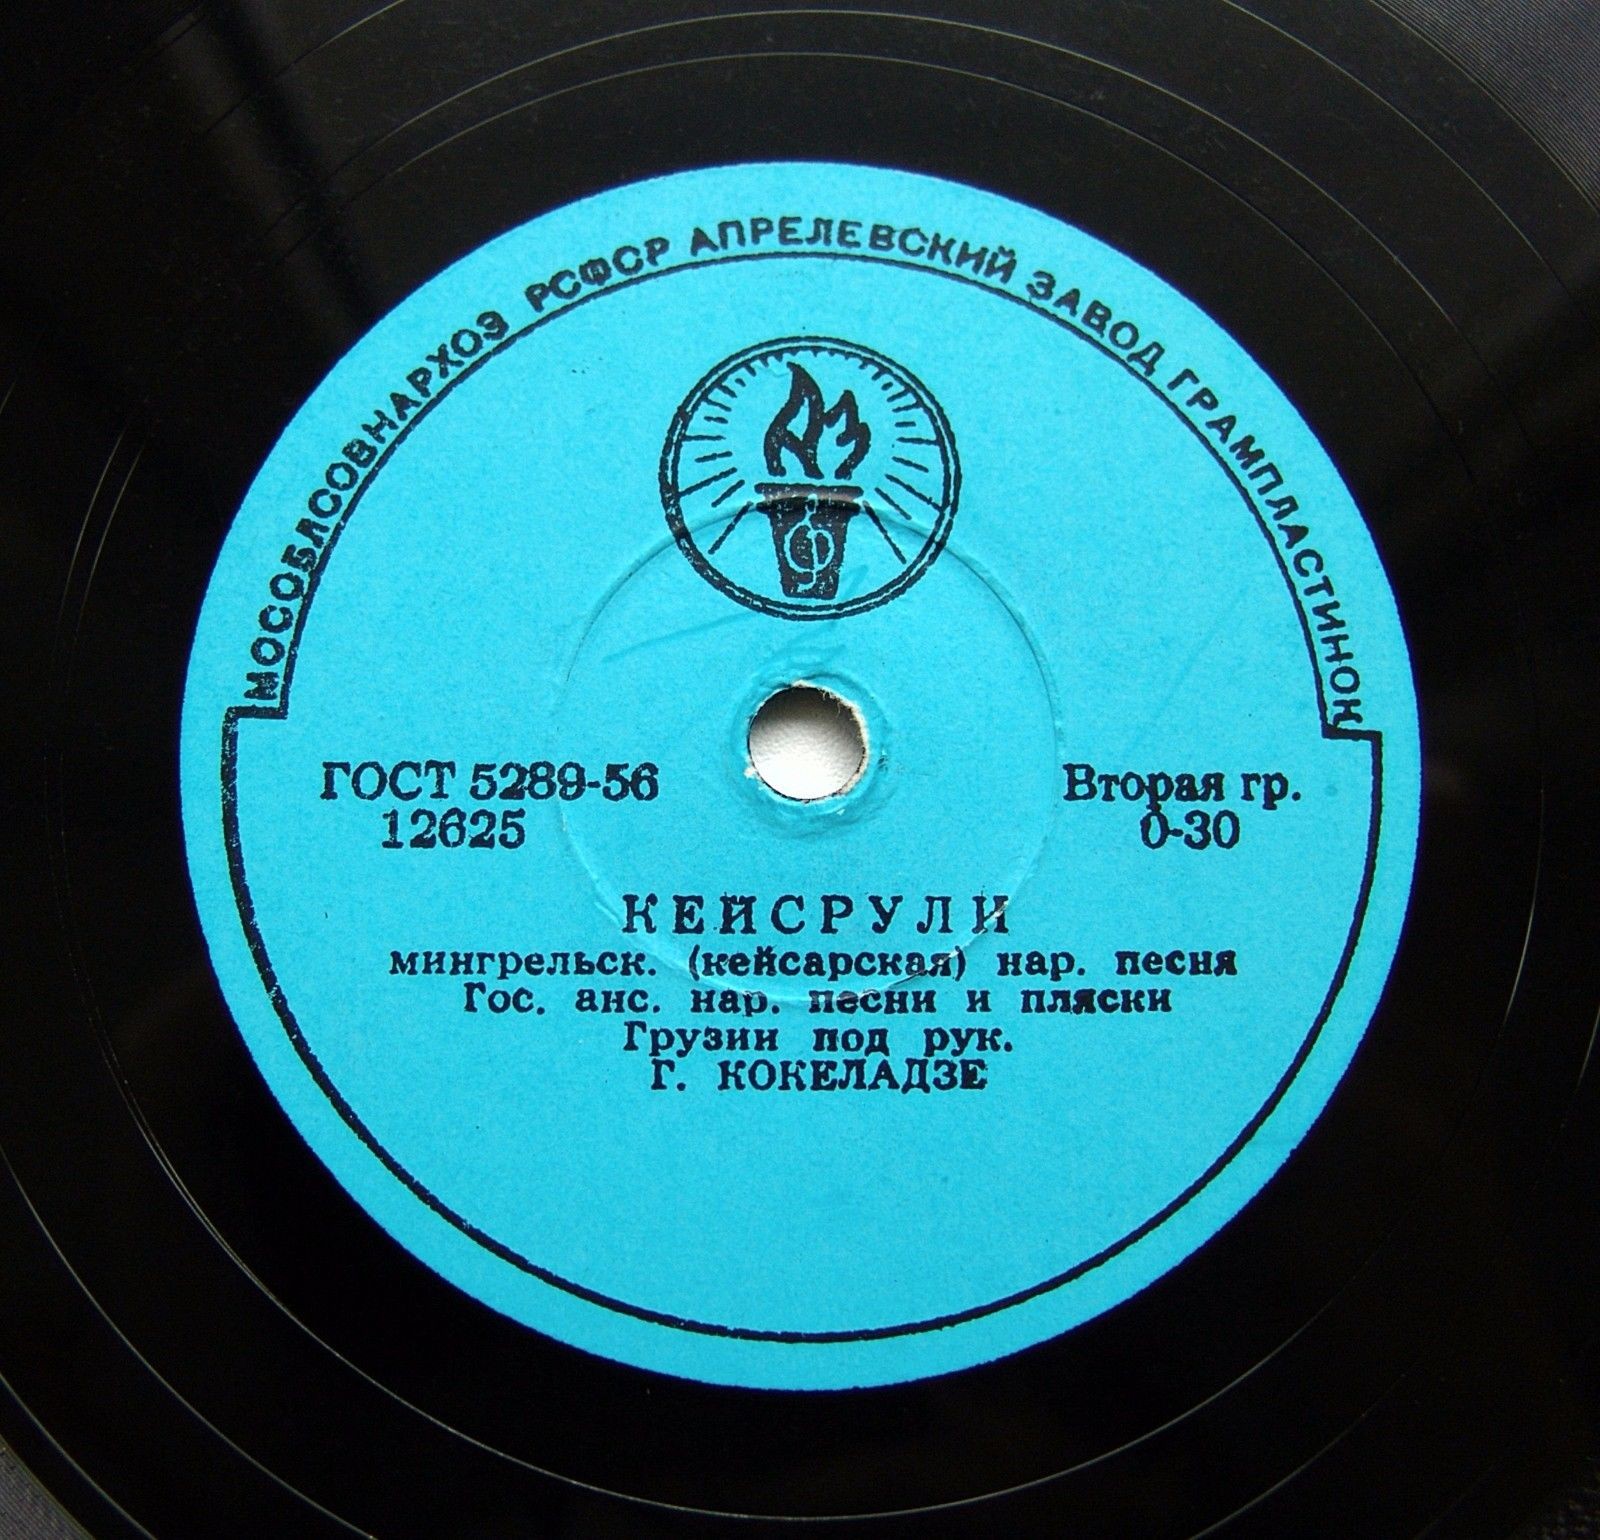 МОСОБЛСОВНАРХОЗ РСФСР АПРЕЛЕВСКИЙ ЗАВОД ГРАМПЛАСТИНОК
ГОСТ 5289-56
12625
Вторая гр.
0-30
КЕЙСРУЛИ
мингрельск. (кейсарская) нар. песня
Гос. анс. нар. песни и пляски
Грузии под рук.
Г. КОКЕЛАДЗЕ